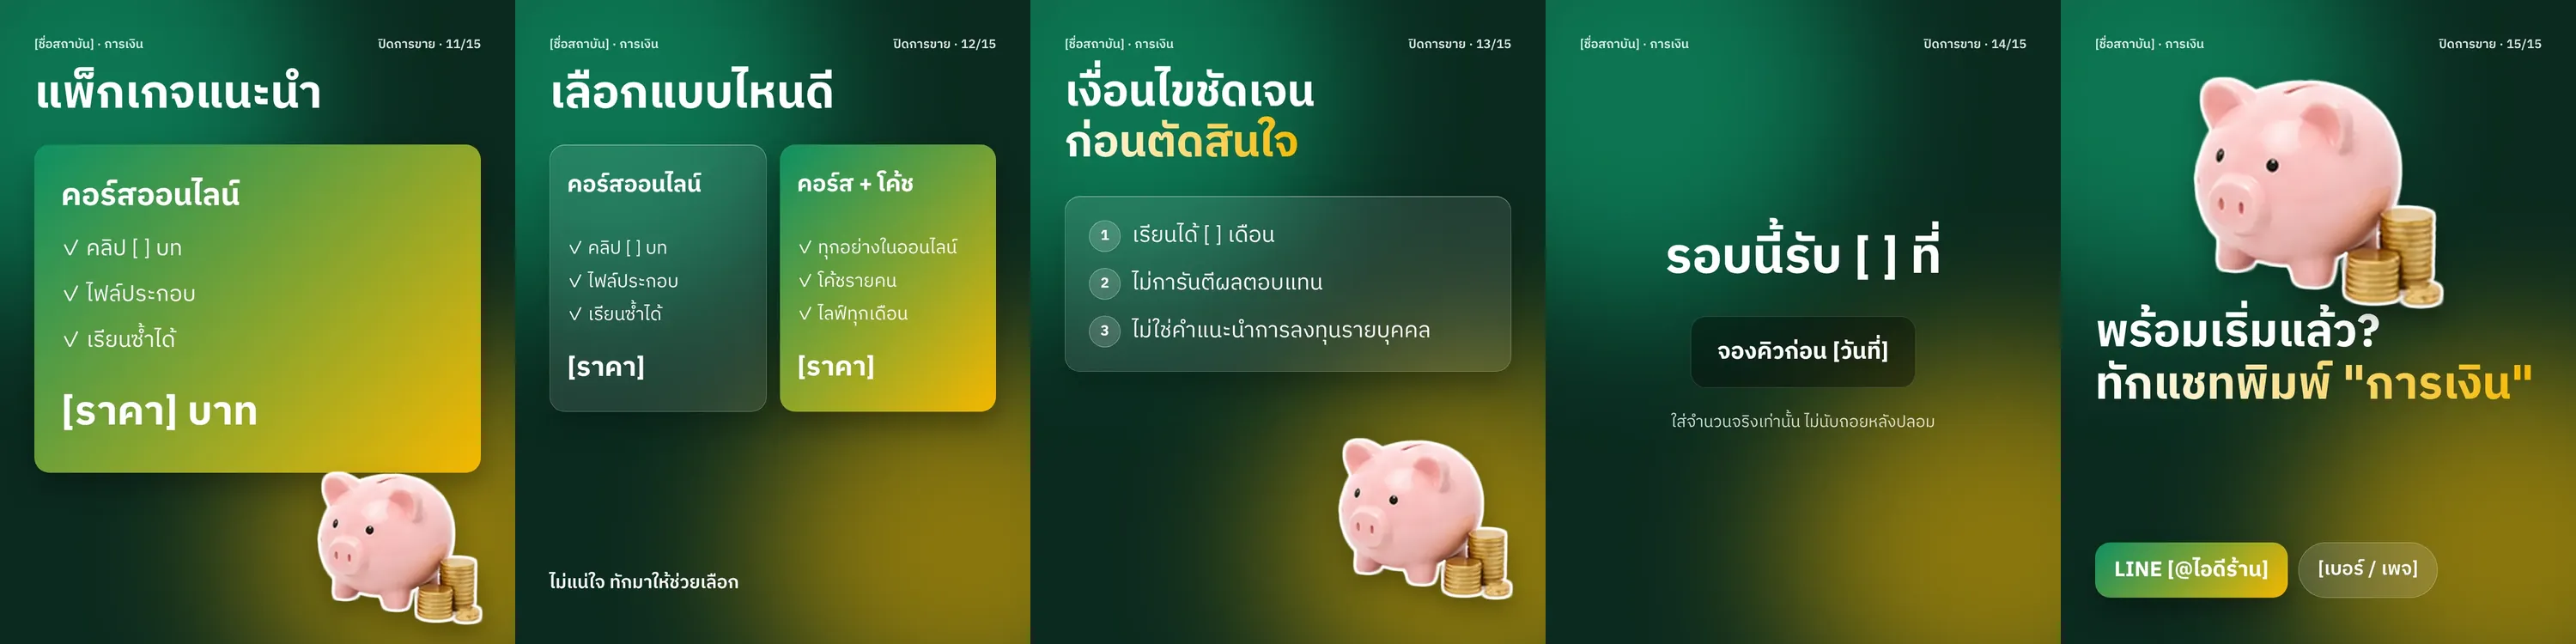 [ชื่อสถาบัน] · การเงิน
ปิดการขาย · 11/15
แพ็กเกจแนะนำ
คอร์สออนไลน์
✓ คลิป [ ] บท
✓ ไฟล์ประกอบ
✓ เรียนซ้ำได้
[ราคา] บาท
[ชื่อสถาบัน] · การเงิน
ปิดการขาย · 12/15
เลือกแบบไหนดี
คอร์สออนไลน์
✓ คลิป [ ] บท
✓ ไฟล์ประกอบ
✓ เรียนซ้ำได้
[ราคา]
คอร์ส + โค้ช
✓ ทุกอย่างในออนไลน์
✓ โค้ชรายคน
✓ ไลฟ์ทุกเดือน
[ราคา]
ไม่แน่ใจ ทักมาให้ช่วยเลือก
[ชื่อสถาบัน] · การเงิน
ปิดการขาย · 13/15
เงื่อนไขชัดเจน
ก่อนตัดสินใจ
1 เรียนได้ [ ] เดือน
2 ไม่การันตีผลตอบแทน
3 ไม่ใช่คำแนะนำการลงทุนรายบุคคล
[ชื่อสถาบัน] · การเงิน
ปิดการขาย · 14/15
รอบนี้รับ [ ] ที่
จองคิวก่อน [วันที่]
ใส่จำนวนจริงเท่านั้น ไม่นับถอยหลังปลอม
[ชื่อสถาบัน] · การเงิน
ปิดการขาย · 15/15
พร้อมเริ่มแล้ว?
ทักแชทพิมพ์ "การเงิน"
LINE [@ไอดีร้าน]
[เบอร์ / เพจ]